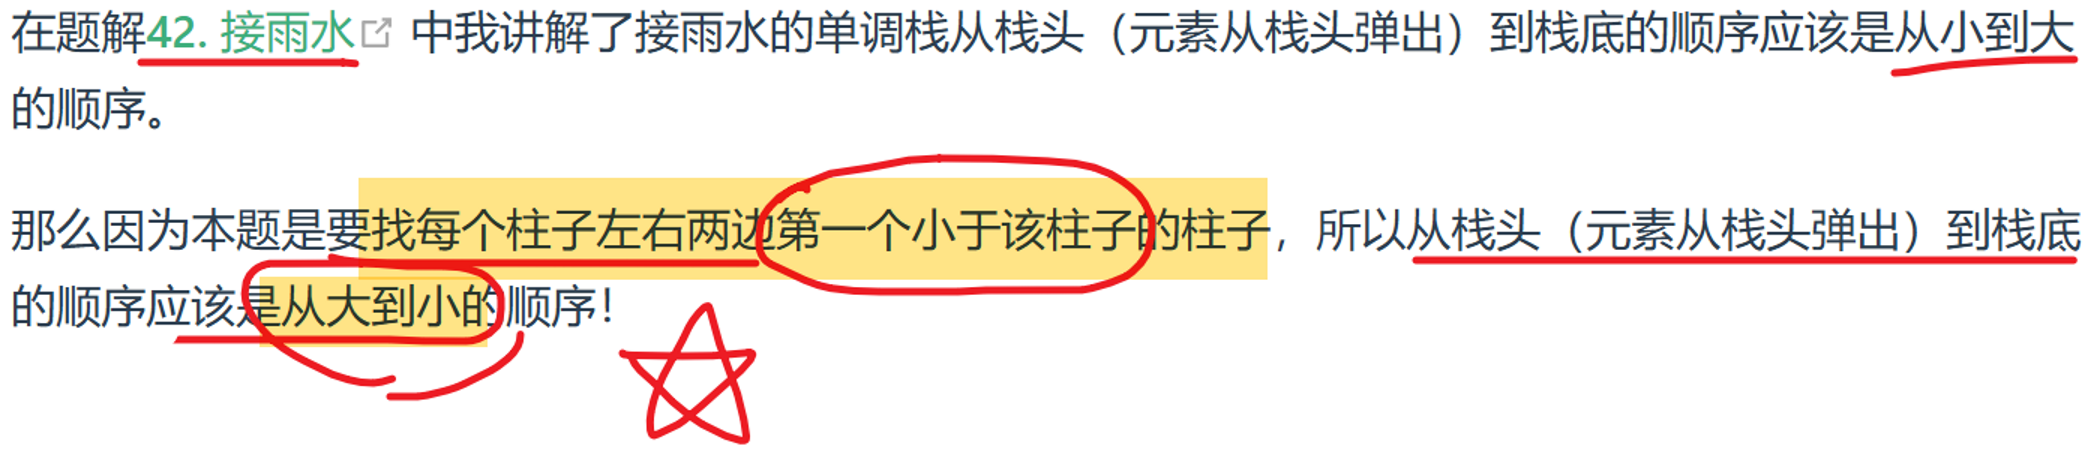 在题解42. 接雨水 中我讲解了接雨水的单调栈从栈头（元素从栈头弹出）到栈底的顺序应该是从小到大
的顺序。
那么因为本题是要找每个柱子左右两边第一个小于该柱子的柱子，所以从栈头（元素从栈头弹出）到栈底
的顺序应该是从大到小的顺序！